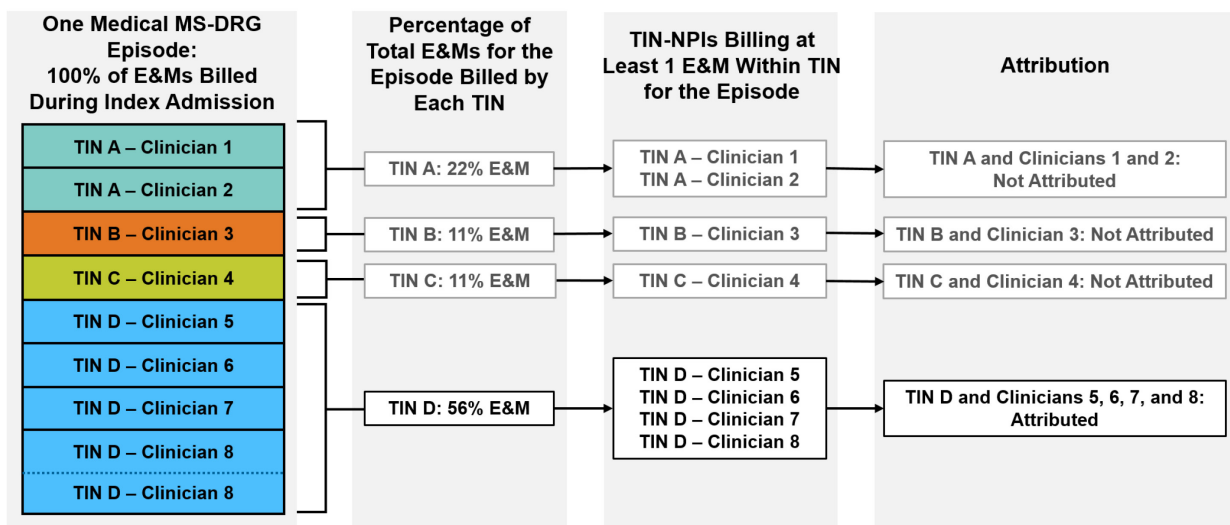 One Medical MS-DRG
Episode:
100% of E&Ms Billed
During Index Admission
TIN A – Clinician 1
TIN A – Clinician 2
TIN B – Clinician 3
TIN C – Clinician 4
TIN D – Clinician 5
TIN D – Clinician 6
TIN D – Clinician 7
TIN D – Clinician 8
TIN D – Clinician 8
Percentage of
Total E&Ms for the
Episode Billed by
Each TIN
TIN A: 22% E&M
TIN B: 11% E&M
TIN C: 11% E&M
TIN D: 56% E&M
TIN-NPIs Billing at
Least 1 E&M Within TIN
for the Episode
TIN A – Clinician 1
TIN A – Clinician 2
TIN B – Clinician 3
TIN C – Clinician 4
TIN D – Clinician 5
TIN D – Clinician 6
TIN D – Clinician 7
TIN D – Clinician 8
Attribution
TIN A and Clinicians 1 and 2:
Not Attributed
TIN B and Clinician 3: Not Attributed
TIN C and Clinician 4: Not Attributed
TIN D and Clinicians 5, 6, 7, and 8:
Attributed